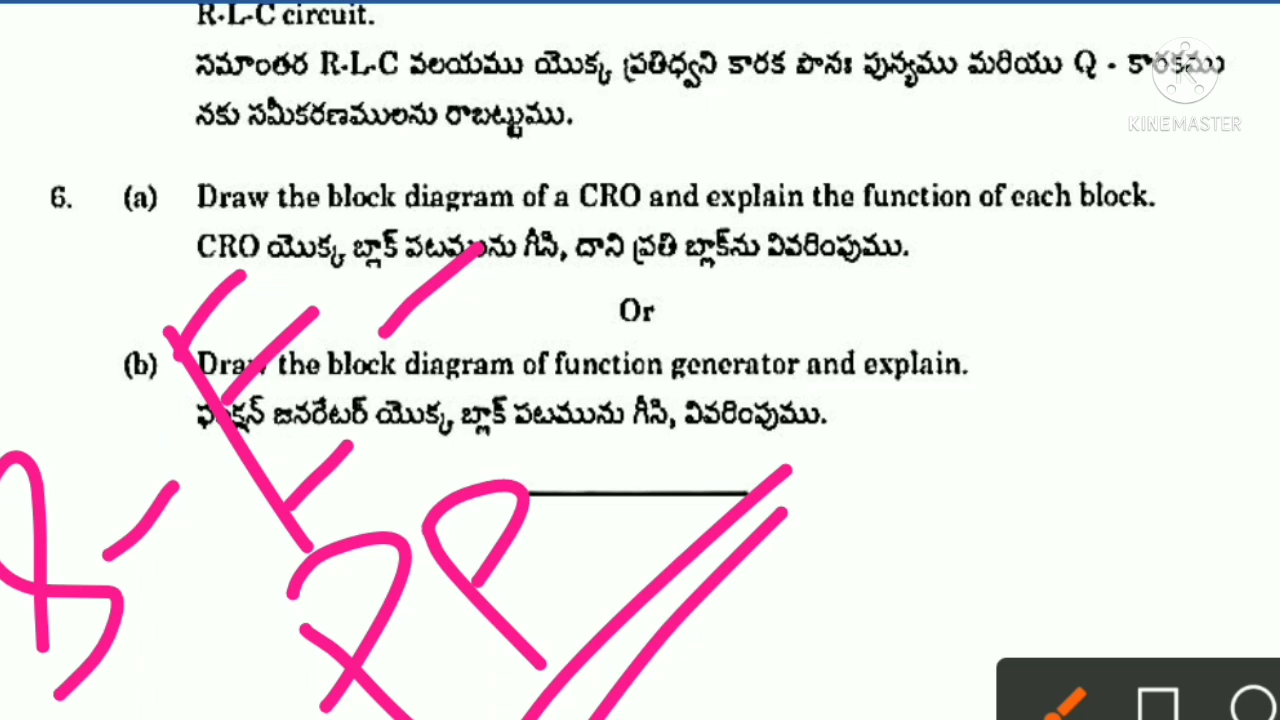 R-L-C circuit.
సమాంతర R-L-C వలయము యొక్క ప్రతిధ్వని కారక పౌనః పున్యము మరియు Q - కారకము
నకు సమీకరణములను రాబట్టుము.
KINEMASTER
6. (a) Draw the block diagram of a CRO and explain the function of each block.
CRO యొక్క బ్లాక్ పటమును గీసి, దాని ప్రతి బ్లాక్‌ను వివరింపుము.
Or
(b) Draw the block diagram of function generator and explain.
ఫంక్షన్ జనరేటర్ యొక్క బ్లాక్ పటమును గీసి, వివరింపుము.